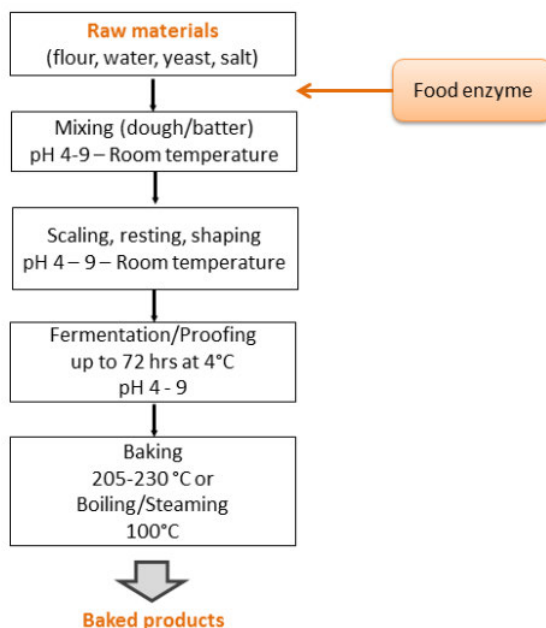 Raw materials
(flour, water, yeast, salt)
Food enzyme
Mixing (dough/batter)
pH 4-9 – Room temperature
Scaling, resting, shaping
pH 4 – 9 – Room temperature
Fermentation/Proofing
up to 72 hrs at 4°C
pH 4 - 9
Baking
205-230 °C or
Boiling/Steaming
100°C
Baked products